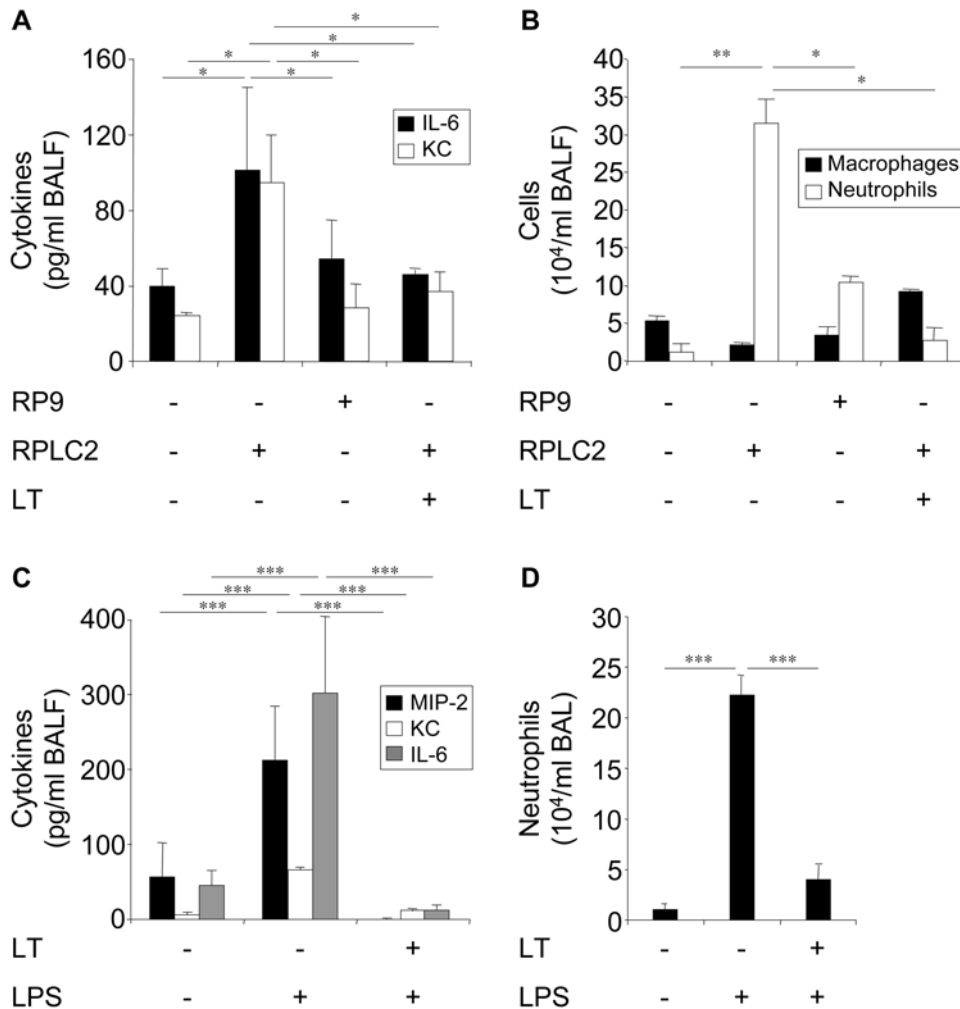 A
*
*
*
*
*
*
160
120
80
40
0
Cytokines
(pg/ml BALF)
IL-6
KC
RP9 - - + -
RPLC2 - + - +
LT - - - +
B
** *
*
40
35
30
25
20
15
10
5
0
Cells
(10⁴/ml BALF)
Macrophages
Neutrophils
RP9 - - + -
RPLC2 - + - +
LT - - - +
C
*** ***
*** ***
*** ***
400
300
200
100
0
Cytokines
(pg/ml BALF)
MIP-2
KC
IL-6
LT - - +
LPS - + +
D
30
25
20
15
10
5
0
*** ***
Neutrophils
(10⁴/ml BAL)
LT - - +
LPS - + +